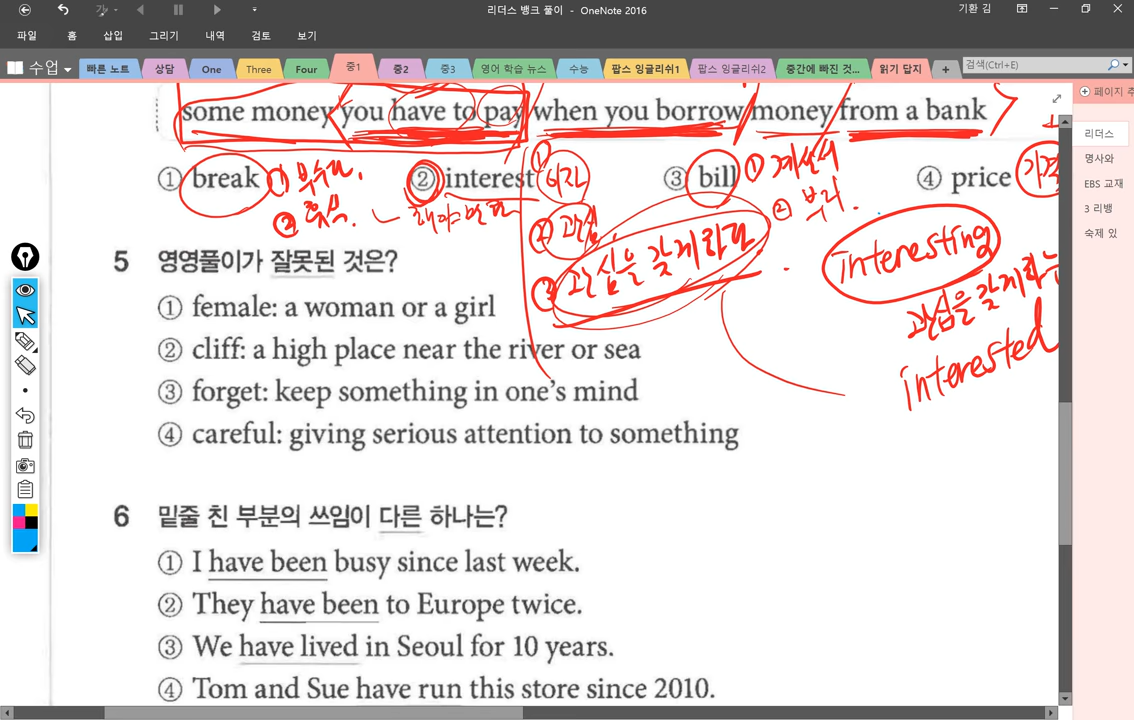 리더스 뱅크 풀이 - OneNote 2016
기환 김
파일 홈 삽입 그리기 내역 검토 보기
수업 빠른 노트 상담 One Three Four 중1 중2 중3 영어 학습 뉴스 수능 팝스 잉글리쉬1 팝스 잉글리쉬2 중간에 빠진 것... 읽기 답지 + 검색(Ctrl+E)
페이지 추
리더스
명사와
EBS 교재
3 리뱅
숙제 있
some money you have to pay when you borrow money from a bank
① break ② interest ③ bill ④ price
① 부수다. ① 이자 ① 계산서 가격
② 휴식. ② 관심 ② 부리.
③ 관심을 갖게하다
interesting
관심을 갖게하는
interested
5 영영풀이가 잘못된 것은?
① female: a woman or a girl
② cliff: a high place near the river or sea
③ forget: keep something in one's mind
④ careful: giving serious attention to something
6 밑줄 친 부분의 쓰임이 다른 하나는?
① I have been busy since last week.
② They have been to Europe twice.
③ We have lived in Seoul for 10 years.
④ Tom and Sue have run this store since 2010.